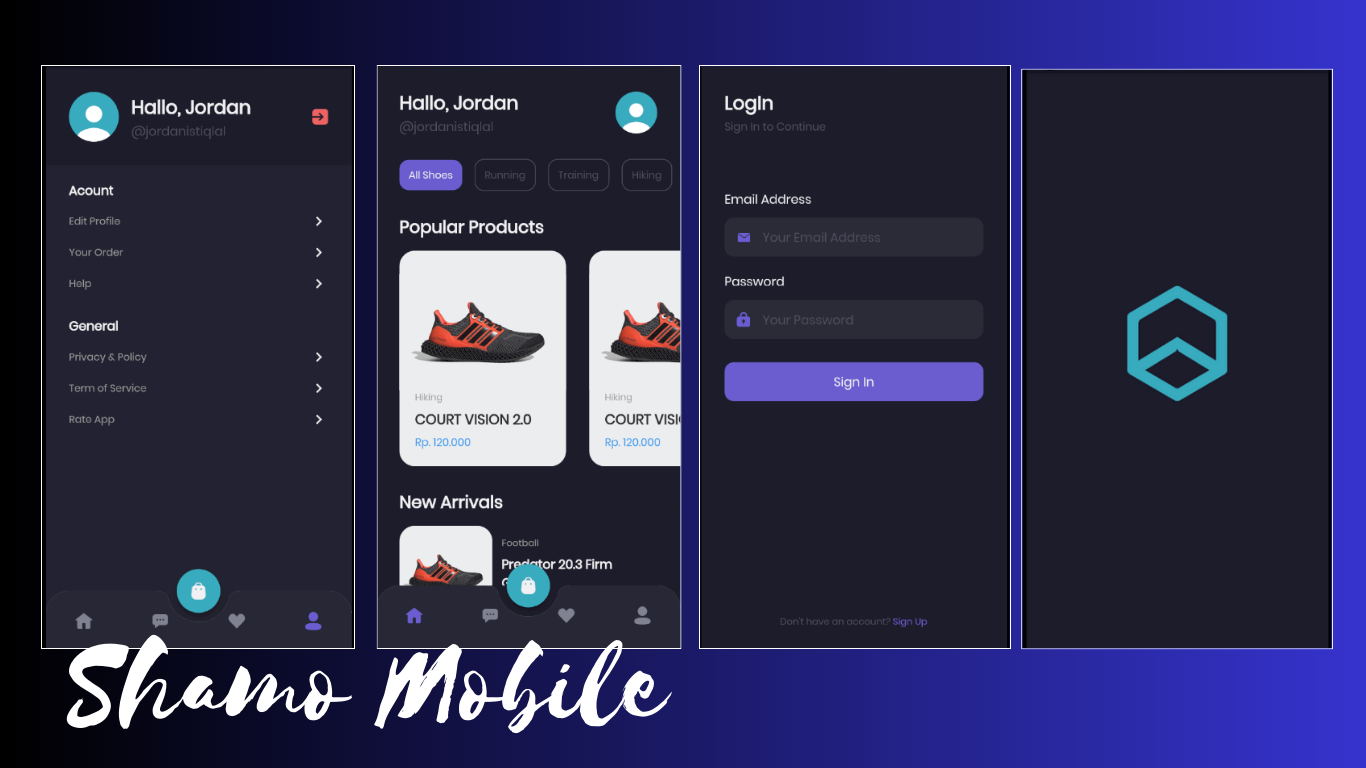 Hallo, Jordan
@jordanistiqlal
Acount
Edit Profile
Your Order
Help
General
Privacy & Policy
Term of Service
Rate App
Hallo, Jordan
@jordanistiqlal
All Shoes
Running
Training
Hiking
Popular Products
Hiking
COURT VISION 2.0
Rp. 120.000
Hiking
COURT VISI
Rp. 120.000
New Arrivals
Football
Predator 20.3 Firm
LogIn
Sign In to Continue
Email Address
Your Email Address
Password
Your Password
Sign In
Don't have an account? Sign Up
Shamo Mobile